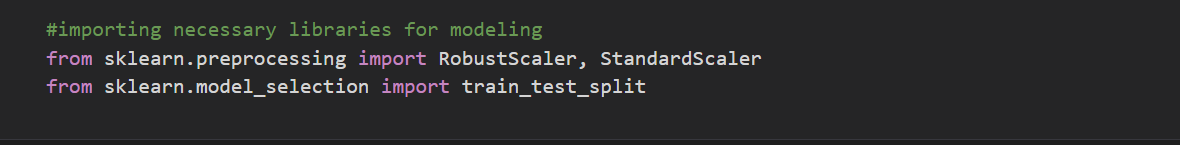 #importing necessary libraries for modeling
from sklearn.preprocessing import RobustScaler, StandardScaler
from sklearn.model_selection import train_test_split